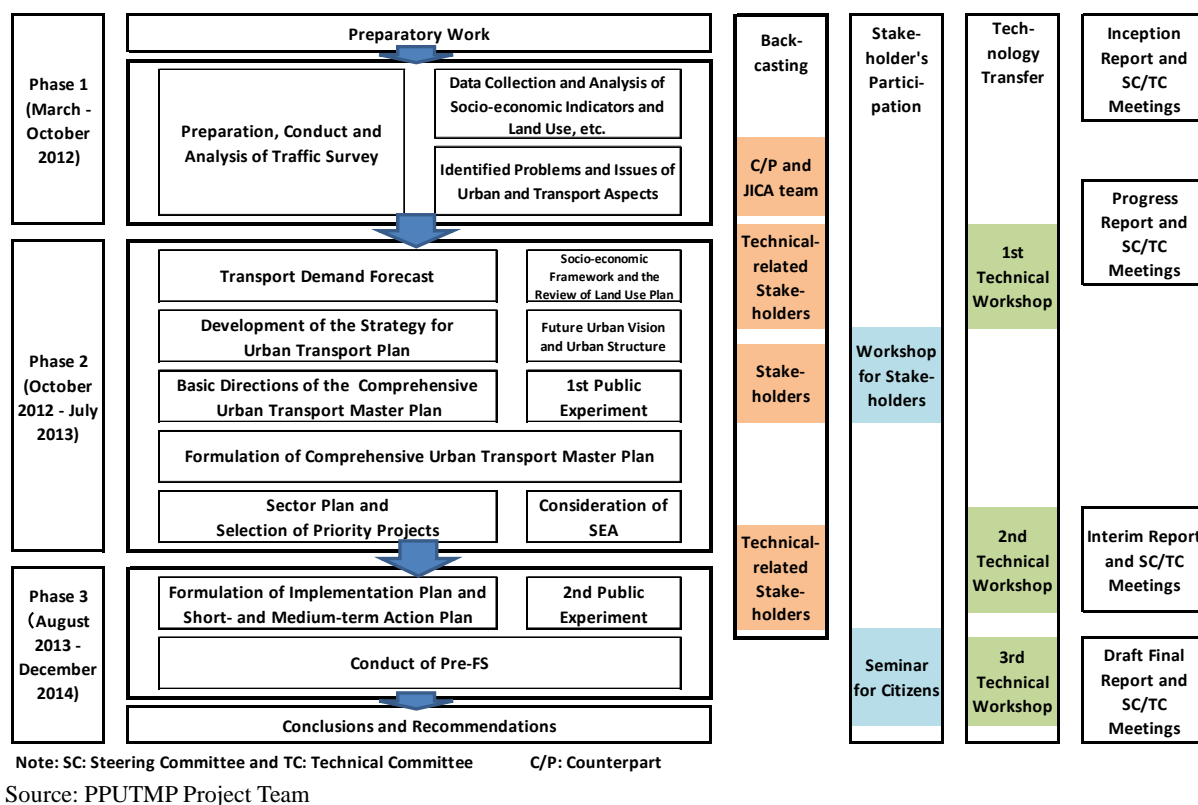 Phase 1
(March -
October
2012)
Preparatory Work
Preparation, Conduct and
Analysis of Traffic Survey
Data Collection and Analysis of
Socio-economic Indicators and
Land Use, etc.
Identified Problems and Issues of
Urban and Transport Aspects
Phase 2
(October
2012 - July
2013)
Transport Demand Forecast
Socio-economic
Framework and the
Review of Land Use Plan
Development of the Strategy for
Urban Transport Plan
Future Urban Vision
and Urban Structure
Basic Directions of the Comprehensive
Urban Transport Master Plan
1st Public
Experiment
Formulation of Comprehensive Urban Transport Master Plan
Sector Plan and
Selection of Priority Projects
Consideration of
SEA
Phase 3
(August
2013 -
December
2014)
Formulation of Implementation Plan and
Short- and Medium-term Action Plan
2nd Public
Experiment
Conduct of Pre-FS
Conclusions and Recommendations
Back-
casting
C/P and
JICA team
Technical-
related
Stake-
holders
Stake-
holders
Technical-
related
Stake-
holders
Stake-
holder's
Partici-
pation
Workshop
for Stake-
holders
Seminar
for Citizens
Tech-
nology
Transfer
1st
Technical
Workshop
2nd
Technical
Workshop
3rd
Technical
Workshop
Inception
Report and
SC/TC
Meetings
Progress
Report and
SC/TC
Meetings
Interim Report
and SC/TC
Meetings
Draft Final
Report and
SC/TC
Meetings
Note: SC: Steering Committee and TC: Technical Committee C/P: Counterpart
Source: PPUTMP Project Team